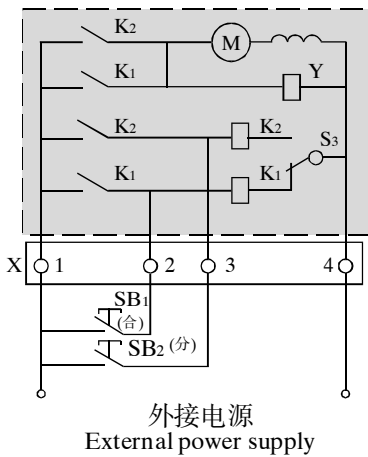 K2
M
K1
Y
K2
K2
S3
K1
K1
X 1 2 3 4
SB1
(合)
SB2 (分)
外接电源
External power supply